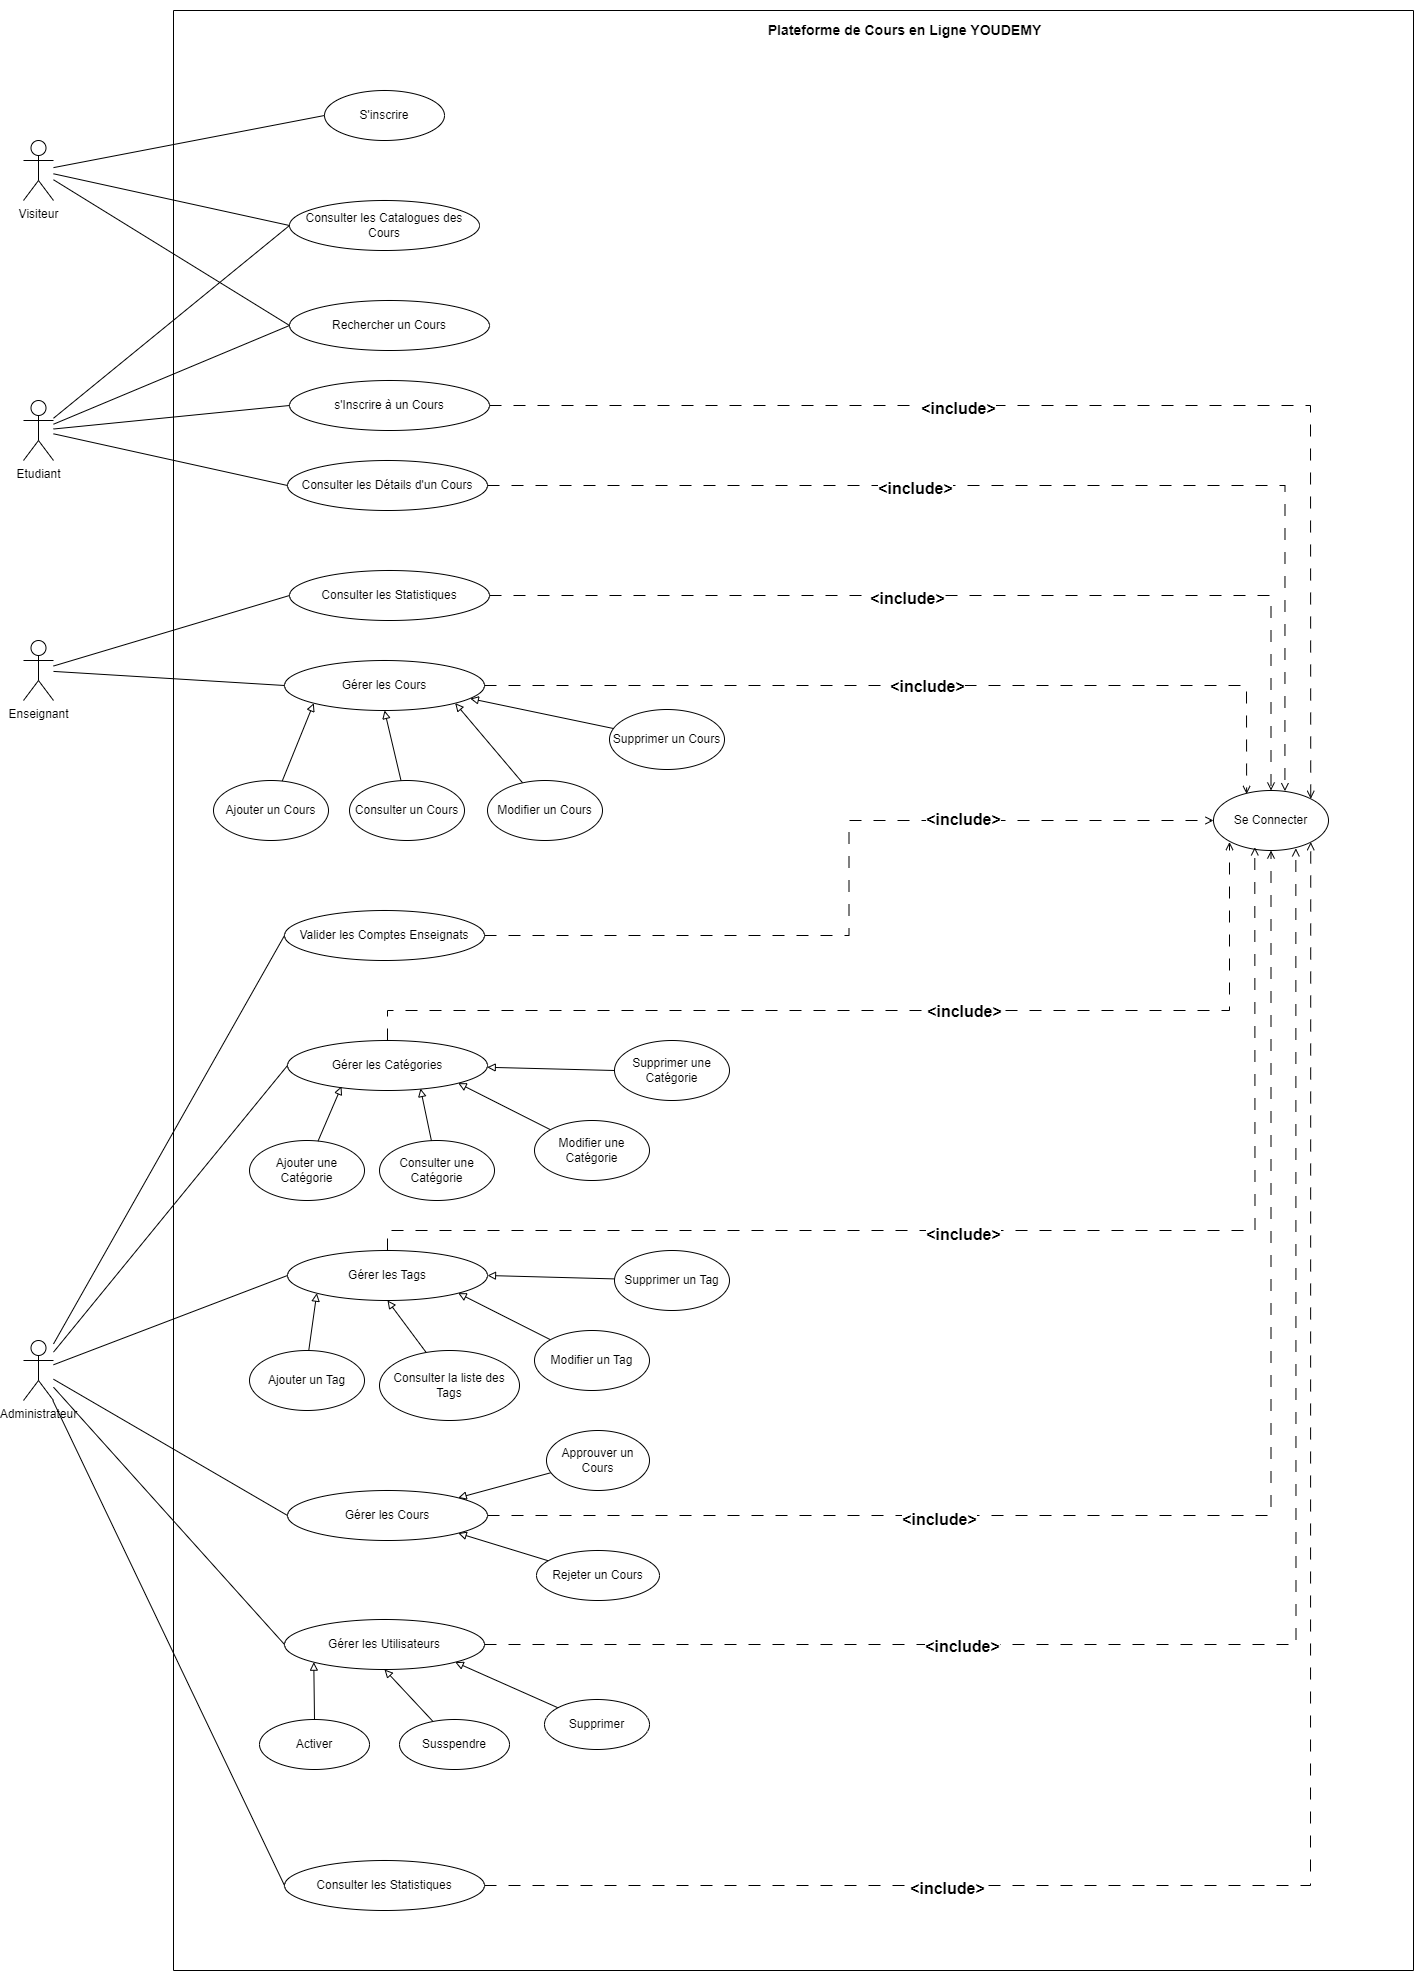 Plateforme de Cours en Ligne YOUDEMY
S'inscrire
Visiteur
Consulter les Catalogues des
Cours
Rechercher un Cours
s'Inscrire à un Cours
<include>
Etudiant
Consulter les Détails d'un Cours
<include>
Consulter les Statistiques
<include>
Enseignant
Gérer les Cours
<include>
Supprimer un Cours
Ajouter un Cours
Consulter un Cours
Modifier un Cours
<include>
Se Connecter
Valider les Comptes Enseignats
<include>
Gérer les Catégories
Supprimer une
Catégorie
Modifier une
Catégorie
Ajouter une
Catégorie
Consulter une
Catégorie
<include>
Gérer les Tags
Supprimer un Tag
Modifier un Tag
Ajouter un Tag
Consulter la liste des
Tags
Administrateur
Approuver un
Cours
Gérer les Cours
<include>
Rejeter un Cours
Gérer les Utilisateurs
<include>
Supprimer
Activer
Susspendre
Consulter les Statistiques
<include>